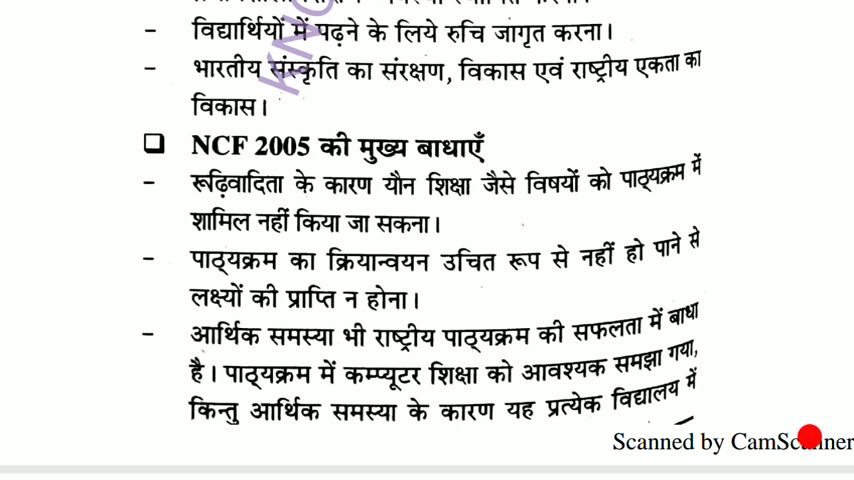 - विद्यार्थियों में पढ़ने के लिये रुचि जागृत करना।
- भारतीय संस्कृति का संरक्षण, विकास एवं राष्ट्रीय एकता का
विकास।
❑ NCF 2005 की मुख्य बाधाएँ
- रूढ़िवादिता के कारण यौन शिक्षा जैसे विषयों को पाठ्यक्रम में
शामिल नहीं किया जा सकना।
- पाठ्यक्रम का क्रियान्वयन उचित रूप से नहीं हो पाने से
लक्ष्यों की प्राप्ति न होना।
- आर्थिक समस्या भी राष्ट्रीय पाठ्यक्रम की सफलता में बाधा
है। पाठ्यक्रम में कम्प्यूटर शिक्षा को आवश्यक समझा गया,
किन्तु आर्थिक समस्या के कारण यह प्रत्येक विद्यालय में
Scanned by CamScanner